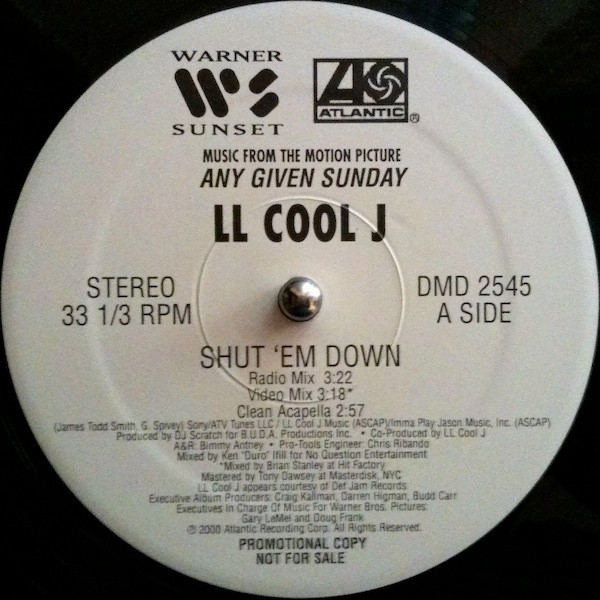 WARNER
WS
SUNSET
ATLANTIC®
MUSIC FROM THE MOTION PICTURE
ANY GIVEN SUNDAY
LL COOL J
STEREO
33 1/3 RPM
DMD 2545
A SIDE
SHUT 'EM DOWN
Radio Mix 3:22
Video Mix 3:18*
Clean Acapella 2:57
(James Todd Smith, G. Spivey) Sony/ATV Tunes LLC / LL Cool J Music (ASCAP)/Imma Play Jason Music, Inc. (ASCAP)
Produced by DJ Scratch for B.U.D.A. Productions Inc. • Co-Produced by LL Cool J
A&R: Bimmy Antney • Pro-Tools Engineer: Chris Ribando
Mixed by Ken "Duro" Ifill for No Question Entertainment
*Mixed by Brian Stanley at Hit Factory
Mastered by Tony Dawsey at Masterdisk, NYC
LL Cool J appears courtesy of Def Jam Records
Executive Album Producers: Craig Kallman, Darren Higman, Budd Carr
Executives In Charge Of Music For Warner Bros. Pictures:
Gary LeMel and Doug Frank
℗ 2000 Atlantic Recording Corp. All Rights Reserved.
PROMOTIONAL COPY
NOT FOR SALE